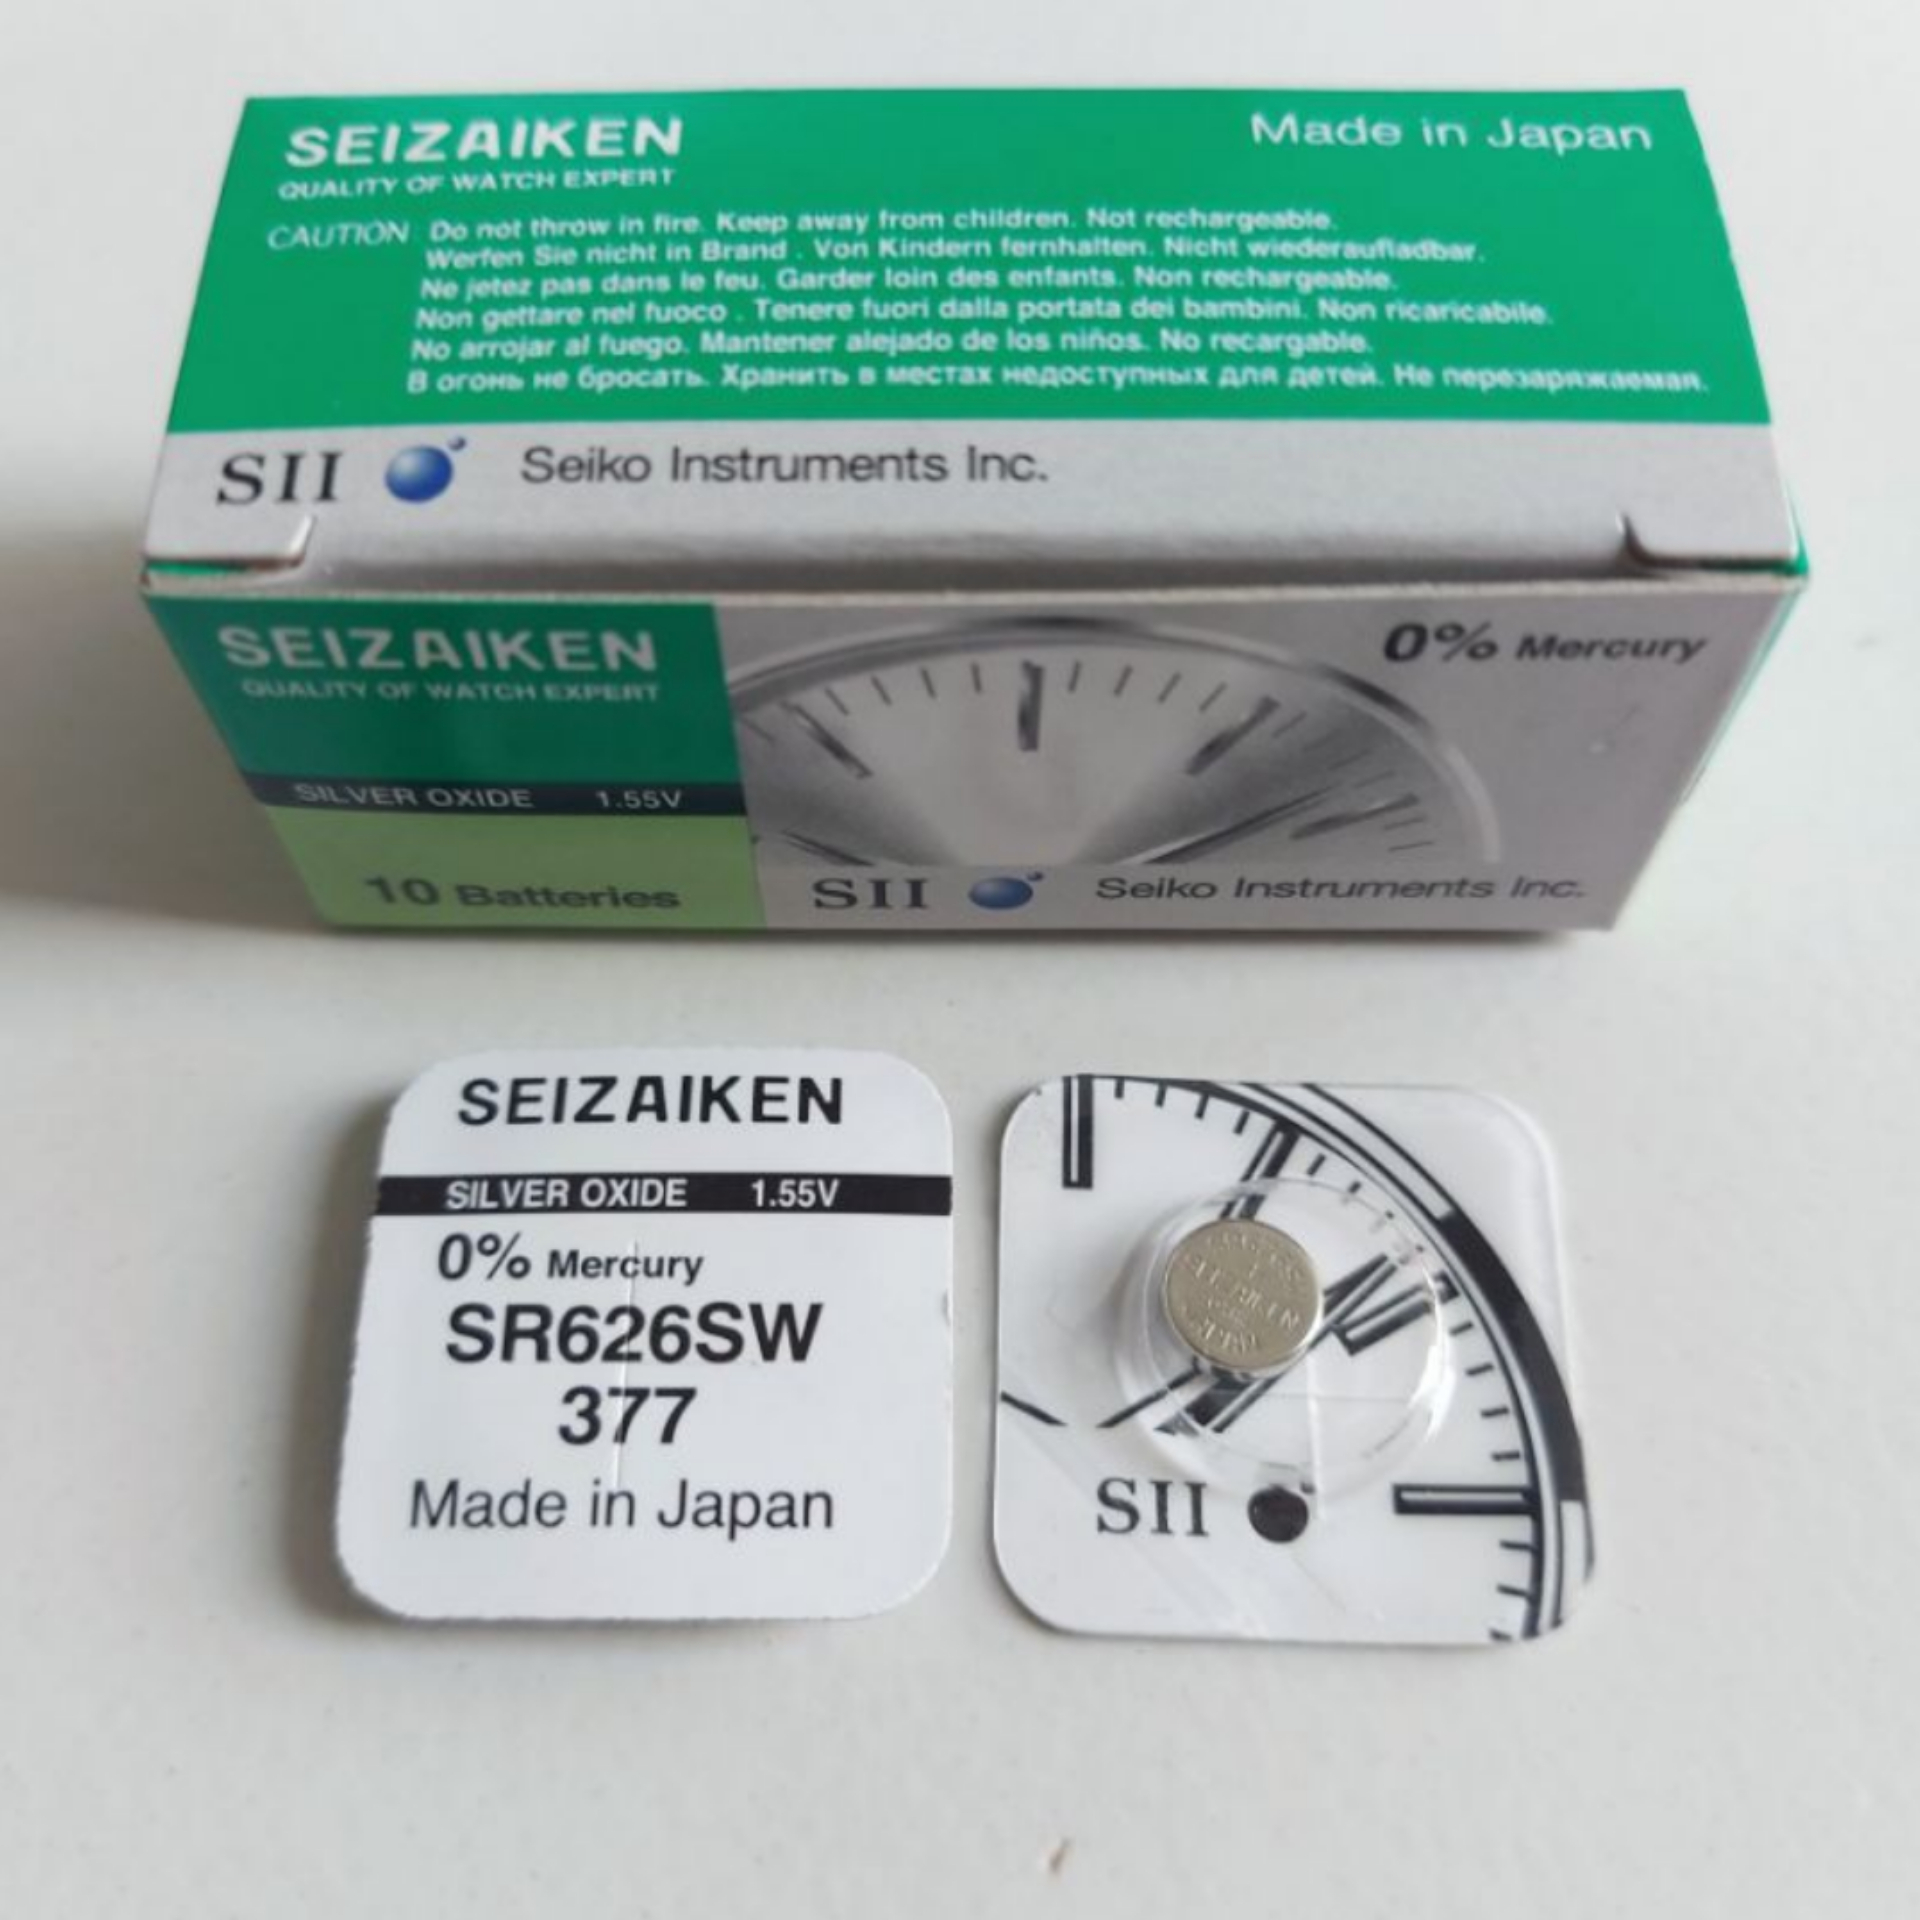 SEIZAIKEN
Made in Japan
QUALITY OF WATCH EXPERT
CAUTION Do not throw in fire. Keep away from children. Not rechargeable.
Werfen Sie nicht in Brand . Von Kindern fernhalten. Nicht wiederaufladbar.
Ne jetez pas dans le feu. Garder loin des enfants. Non rechargeable.
Non gettare nel fuoco . Tenere fuori dalla portata dei bambini. Non ricaricabile.
No arrojar al fuego. Mantener alejado de los niños. No recargable.
В огонь не бросать. Хранить в местах недоступных для детей. Не перезаряжаемая.
SII Seiko Instruments Inc.
SEIZAIKEN
QUALITY OF WATCH EXPERT
0% Mercury
SILVER OXIDE 1.55V
10 Batteries
SII Seiko Instruments Inc.
SEIZAIKEN
SILVER OXIDE 1.55V
0% Mercury
SR626SW
377
Made in Japan
SII